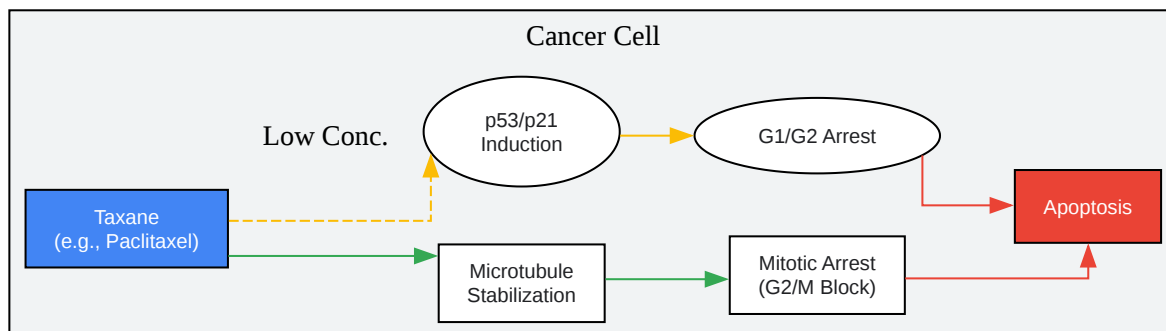 Cancer Cell
p53/p21
Induction
G1/G2 Arrest
Low Conc.
Taxane
(e.g., Paclitaxel)
Apoptosis
Microtubule
Stabilization
Mitotic Arrest
(G2/M Block)